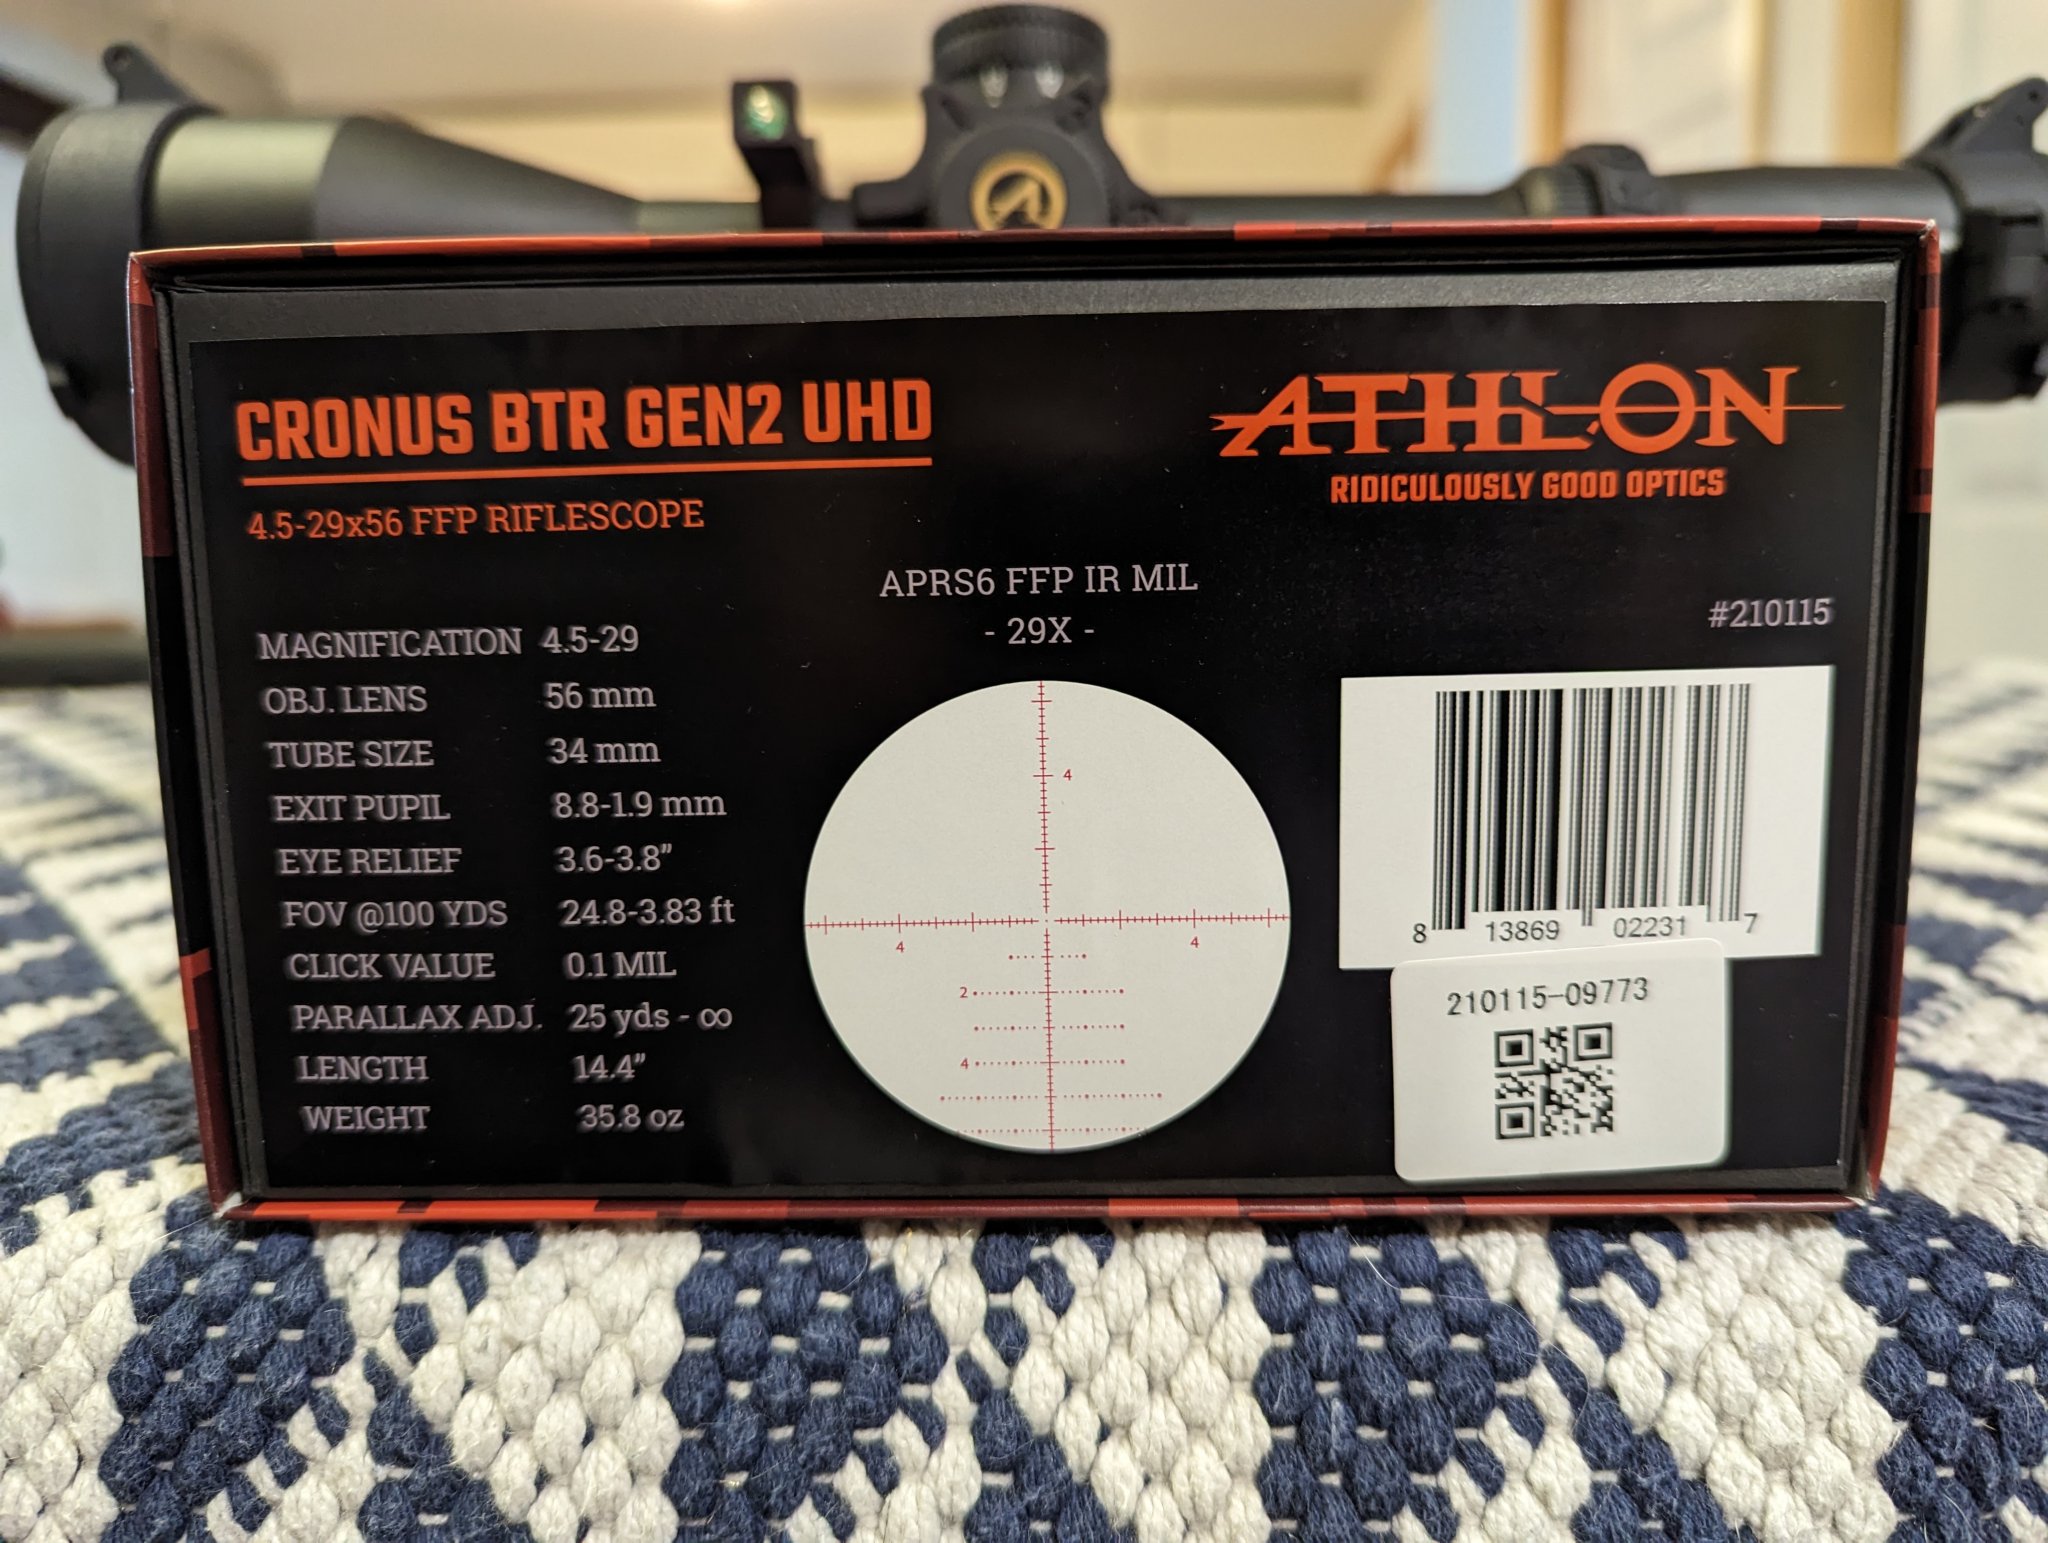 CRONUS BTR GEN2 UHD
4.5-29x56 FFP RIFLESCOPE
ATHLON
RIDICULOUSLY GOOD OPTICS
MAGNIFICATION 4.5-29
OBJ. LENS 56 mm
TUBE SIZE 34 mm
EXIT PUPIL 8.8-1.9 mm
EYE RELIEF 3.6-3.8"
FOV @100 YDS 24.8-3.83 ft
CLICK VALUE 0.1 MIL
PARALLAX ADJ. 25 yds - ∞
LENGTH 14.4"
WEIGHT 35.8 oz
APRS6 FFP IR MIL
- 29X -
4
4 4
2
4
#210115
8 13869 02231 7
210115-09773